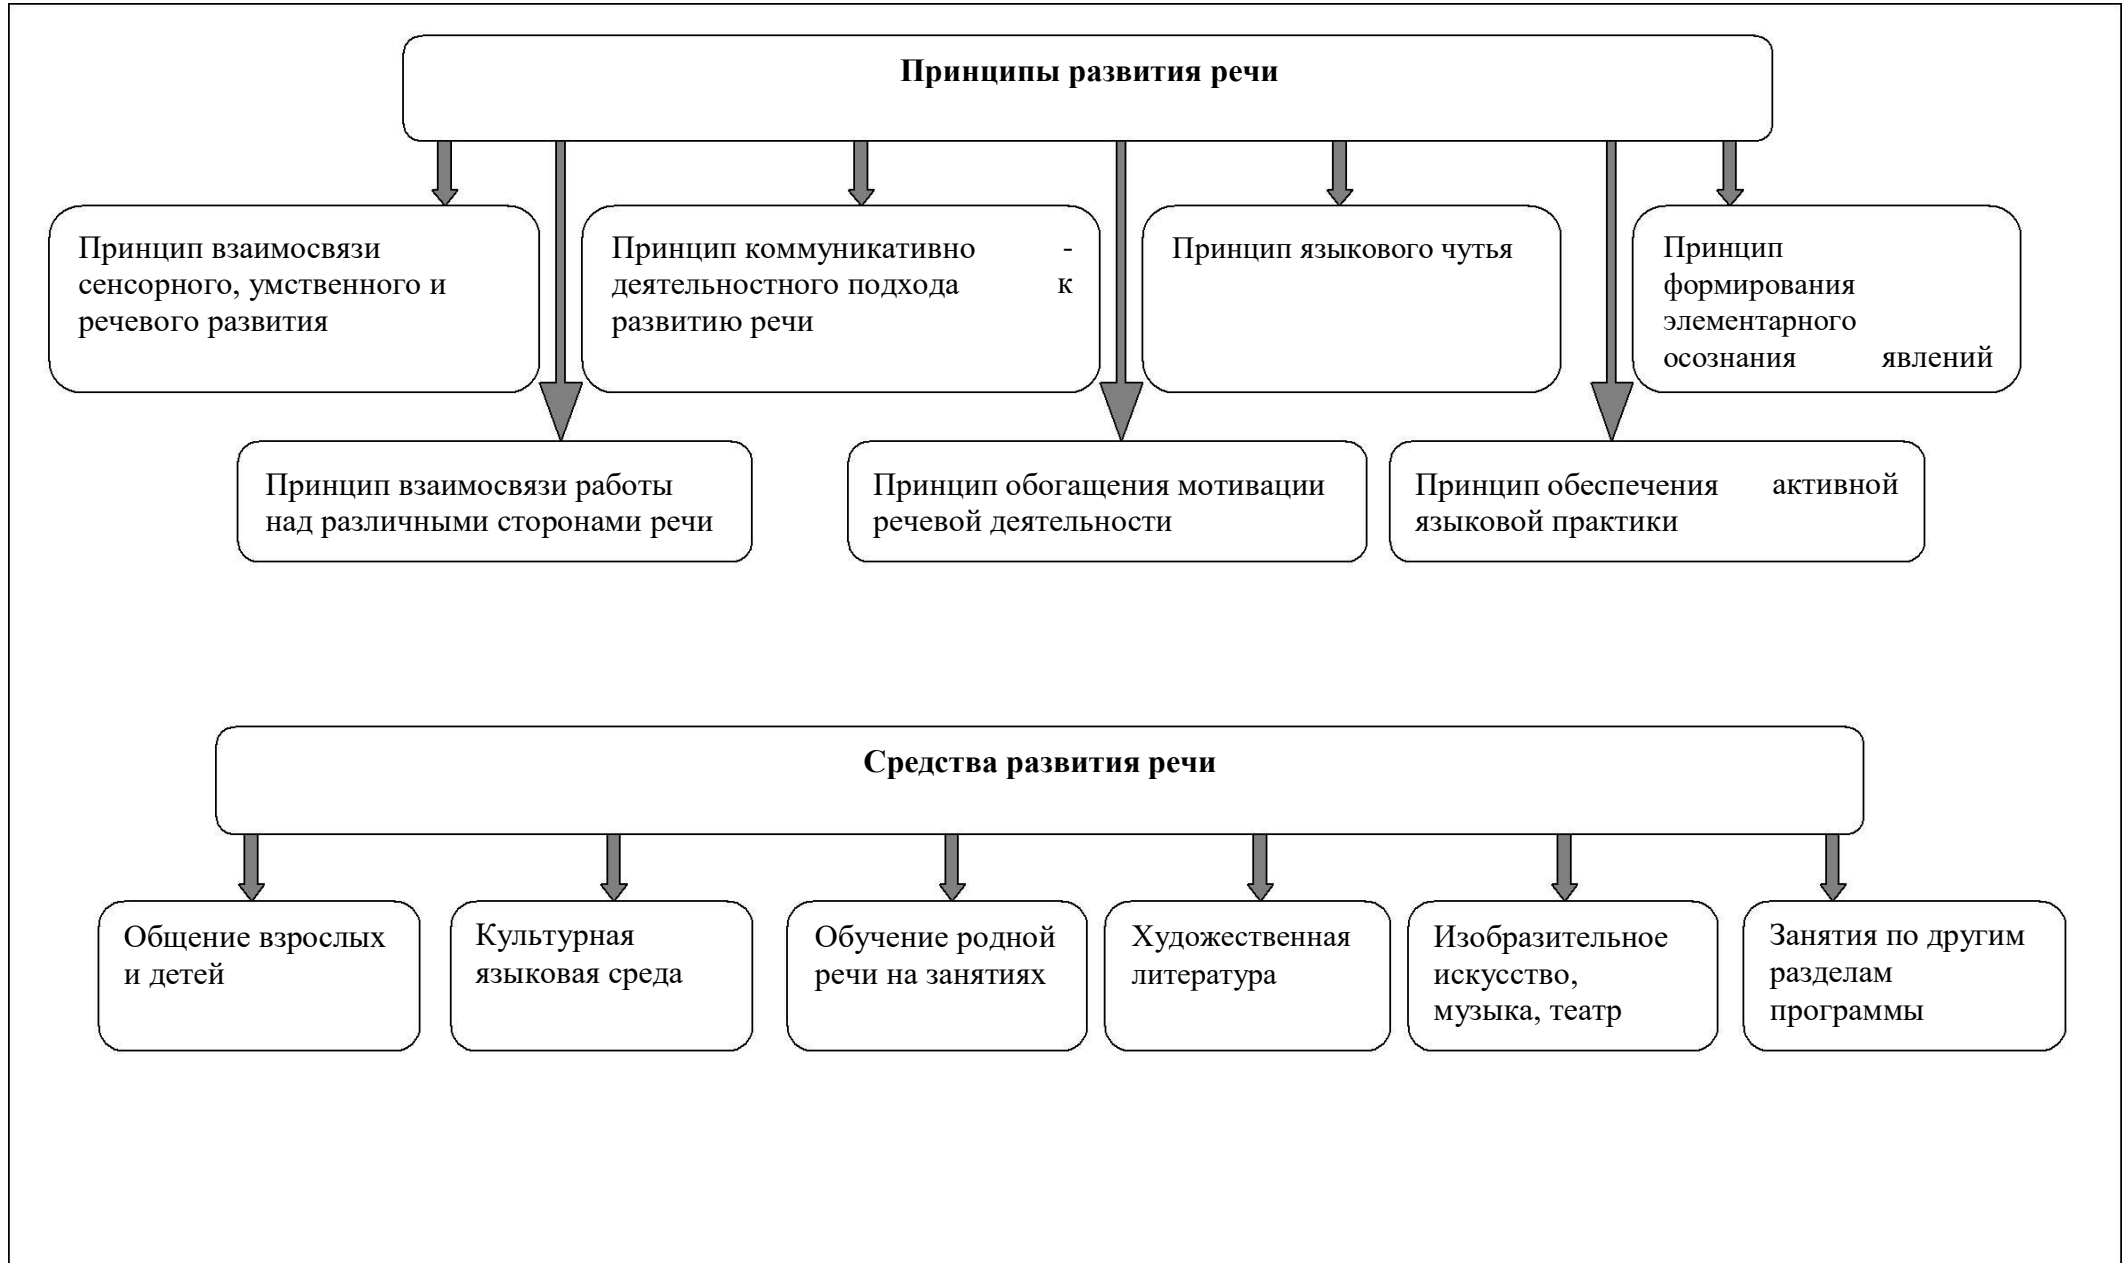 Принципы развития речи
Принцип взаимосвязи
сенсорного, умственного и
речевого развития
Принцип коммуникативно -
деятельностного подхода к
развитию речи
Принцип языкового чутья
Принцип
формирования
элементарного
осознания явлений
Принцип взаимосвязи работы
над различными сторонами речи
Принцип обогащения мотивации
речевой деятельности
Принцип обеспечения активной
языковой практики
Средства развития речи
Общение взрослых
и детей
Культурная
языковая среда
Обучение родной
речи на занятиях
Художественная
литература
Изобразительное
искусство,
музыка, театр
Занятия по другим
разделам
программы